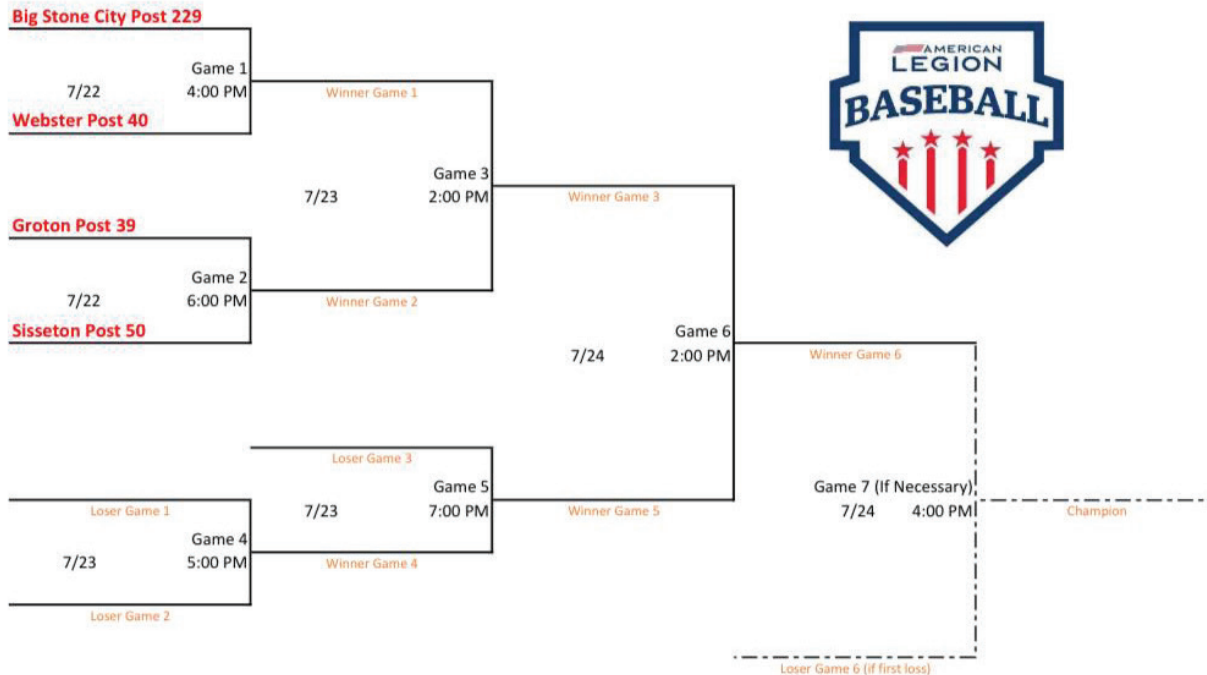 Big Stone City Post 229
Game 1
7/22
4:00 PM
Winner Game 1
Webster Post 40
AMERICAN
LEGION
BASEBALL
Game 3
7/23
2:00 PM
Winner Game 3
Groton Post 39
Game 2
7/22
6:00 PM
Winner Game 2
Sisseton Post 50
Game 6
7/24
2:00 PM
Winner Game 6
Loser Game 3
Game 5
7/23
7:00 PM
Winner Game 5
Game 7 (If Necessary)
7/24
4:00 PM
Champion
Loser Game 1
Game 4
7/23
5:00 PM
Winner Game 4
Loser Game 2
Loser Game 6 (if first loss)